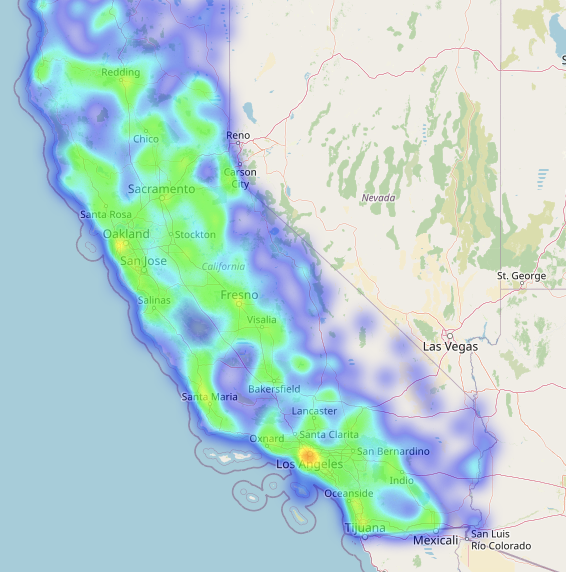 Redding
Chico
Reno
Carson
City
Sacramento
Nevada
Santa Rosa
Oakland
Stockton
San Jose
California
St. George
Salinas
Fresno
Visalia
Las Vegas
Bakersfield
Santa Maria
Lancaster
Oxnard
Santa Clarita
San Bernardino
Los Angeles
Indio
Oceanside
Tijuana
Mexicali
San Luis
Río Colorado